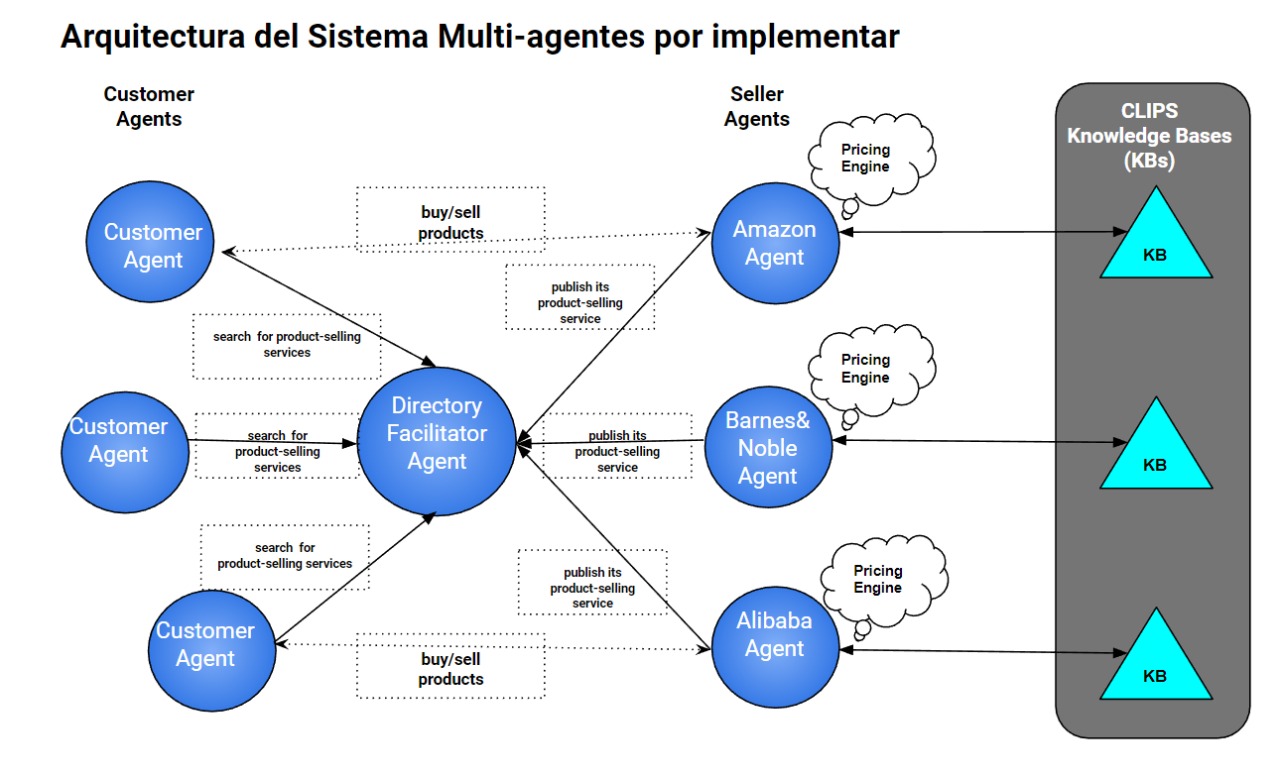 Arquitectura del Sistema Multi-agentes por implementar
Customer
Agents
Seller
Agents
CLIPS
Knowledge Bases
(KBs)
Pricing
Engine
Customer
Agent
buy/sell
products
Amazon
Agent
KB
publish its
product-selling
service
search for product-selling
services
Pricing
Engine
Customer
Agent
search for
product-selling
services
Directory
Facilitator
Agent
publish its
product-selling
service
Barnes&
Noble
Agent
KB
search for
product-selling services
publish its
product-selling
service
Pricing
Engine
Customer
Agent
buy/sell
products
Alibaba
Agent
KB